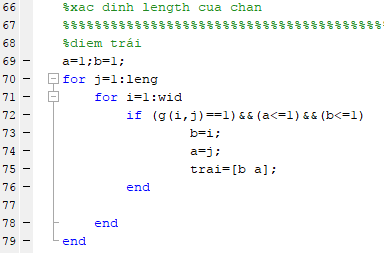 66 %xac dinh length cua chan
67 %%%%%%%%%%%%%%%%%%%%%%%%%%%%%%%%%%%%%%%%
68 %diem trái
69 – a=1;b=1;
70 – for j=1:leng
71 – for i=1:wid
72 – if (g(i,j)==1)&&(a<=1)&&(b<=1)
73 – b=i;
74 – a=j;
75 – trai=[b a];
76 – end
77
78 – end
79 – end